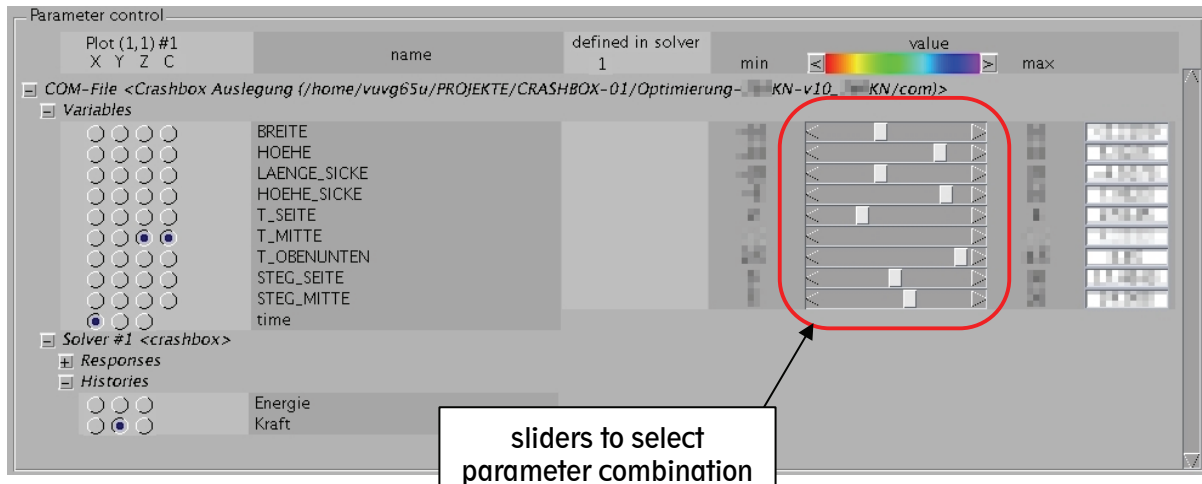 Parameter control
Plot (1,1) #1 name defined in solver value
X Y Z C 1 min < > max
COM-File <Crashbox Auslegung (/home/vuvg65u/PROJEKTE/CRASHBOX-01/Optimierung- KN-v10_ KN/com)>
Variables
BREITE
HOEHE
LAENGE_SICKE
HOEHE_SICKE
T_SEITE
T_MITTE
T_OBENUNTEN
STEG_SEITE
STEG_MITTE
time
Solver #1 <crashbox>
Responses
Histories
Energie
Kraft
sliders to select
parameter combination